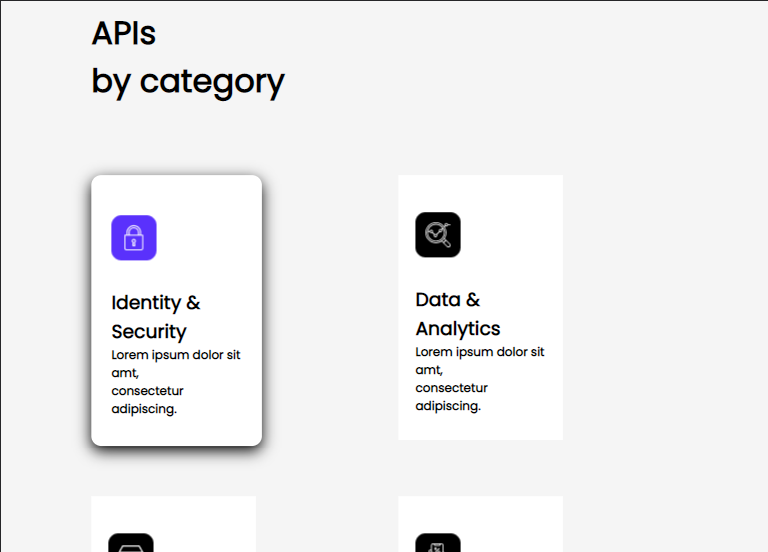 APIs
by category
Identity &
Security
Lorem ipsum dolor sit
amt,
consectetur
adipiscing.
Data &
Analytics
Lorem ipsum dolor sit
amt,
consectetur
adipiscing.